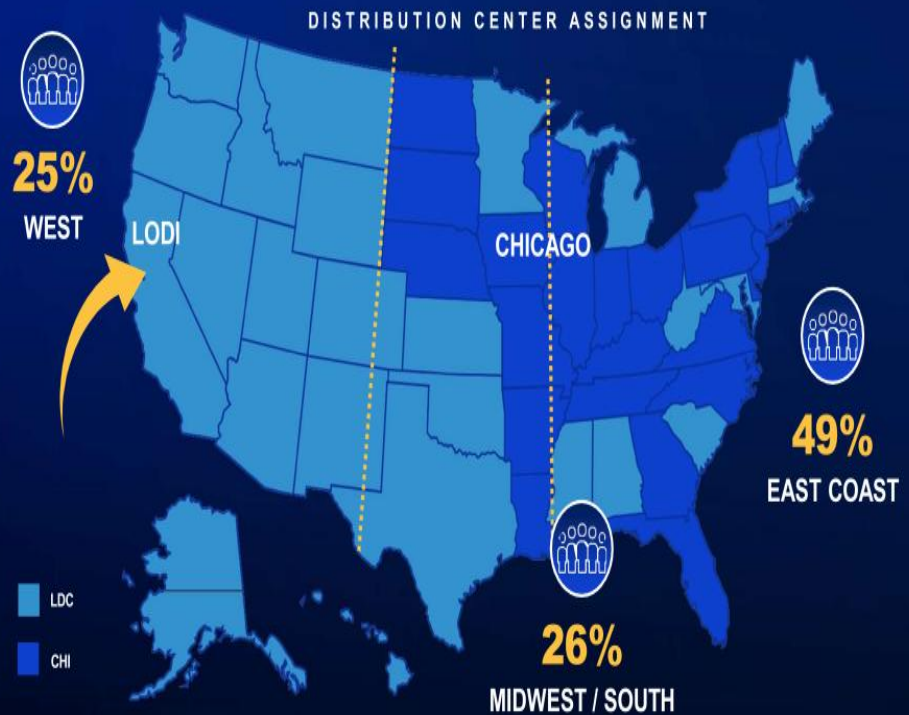 DISTRIBUTION CENTER ASSIGNMENT
25%
WEST
LODI
CHICAGO
49%
EAST COAST
LDC
CHI
26%
MIDWEST / SOUTH